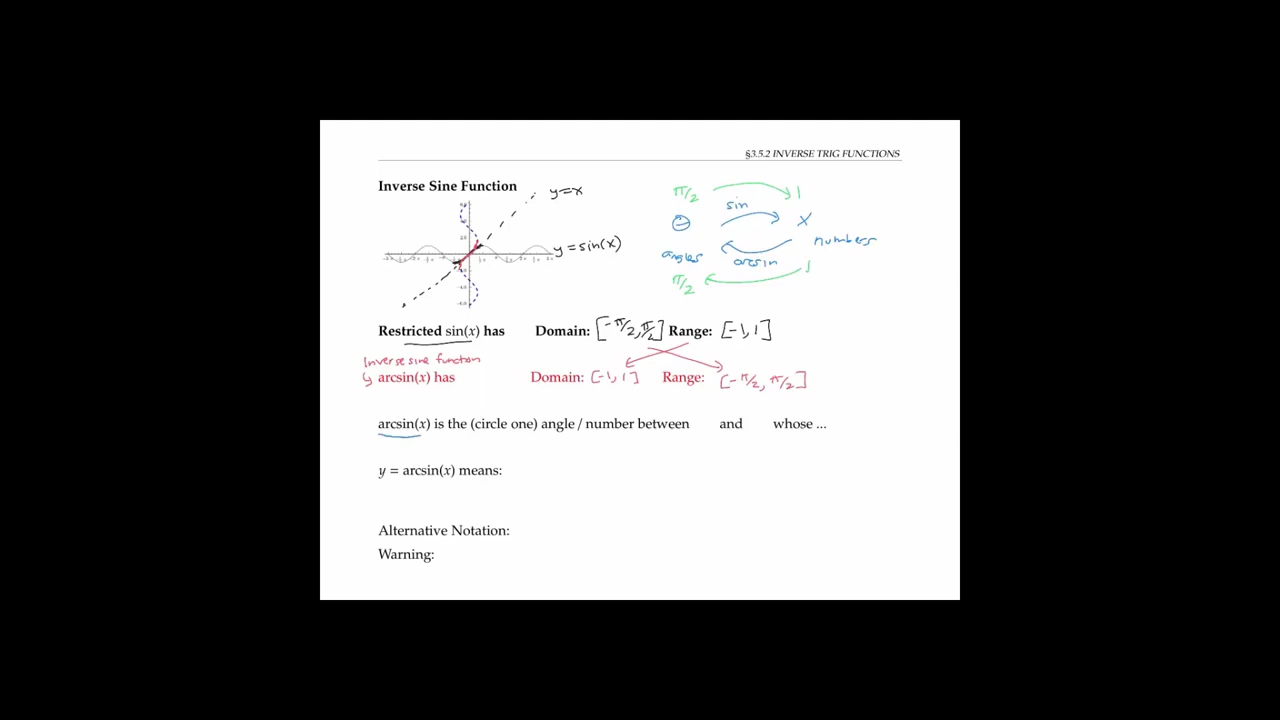 §3.5.2 INVERSE TRIG FUNCTIONS
Inverse Sine Function
y=x
y=sin(x)
π/2 1
sin
θ x
numbers
angles arcsin
π/2 1
Restricted sin(x) has Domain: [-π/2, π/2] Range: [-1, 1]
Inverse sine function
↳ arcsin(x) has Domain: [-1, 1] Range: [-π/2, π/2]
arcsin(x) is the (circle one) angle / number between and whose ...
y = arcsin(x) means:
Alternative Notation:
Warning: